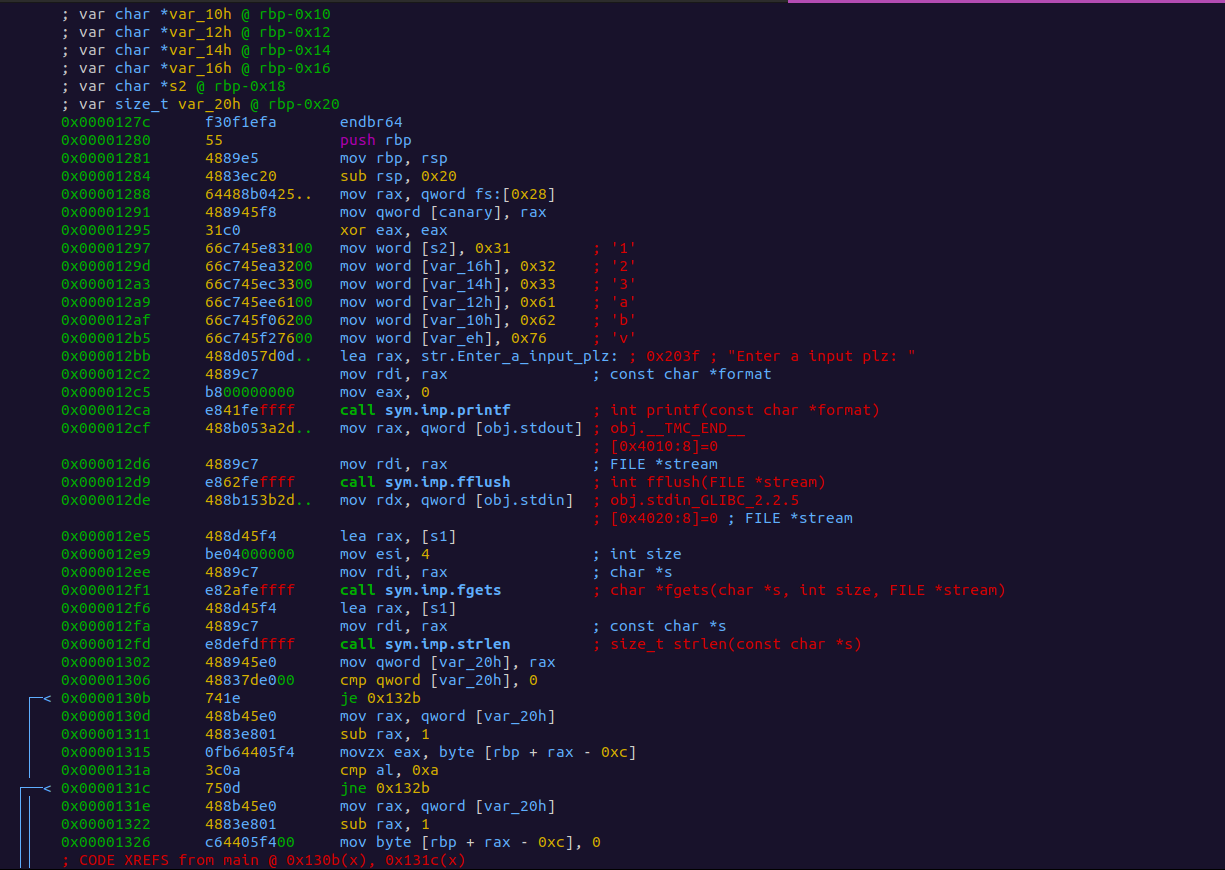 ; var char *var_10h @ rbp-0x10
; var char *var_12h @ rbp-0x12
; var char *var_14h @ rbp-0x14
; var char *var_16h @ rbp-0x16
; var char *s2 @ rbp-0x18
; var size_t var_20h @ rbp-0x20
0x0000127c f30f1efa endbr64
0x00001280 55 push rbp
0x00001281 4889e5 mov rbp, rsp
0x00001284 4883ec20 sub rsp, 0x20
0x00001288 64488b0425.. mov rax, qword fs:[0x28]
0x00001291 488945f8 mov qword [canary], rax
0x00001295 31c0 xor eax, eax
0x00001297 66c745e83100 mov word [s2], 0x31 ; '1'
0x0000129d 66c745ea3200 mov word [var_16h], 0x32 ; '2'
0x000012a3 66c745ec3300 mov word [var_14h], 0x33 ; '3'
0x000012a9 66c745ee6100 mov word [var_12h], 0x61 ; 'a'
0x000012af 66c745f06200 mov word [var_10h], 0x62 ; 'b'
0x000012b5 66c745f27600 mov word [var_eh], 0x76 ; 'v'
0x000012bb 488d057d0d.. lea rax, str.Enter_a_input_plz: ; 0x203f ; "Enter a input plz: "
0x000012c2 4889c7 mov rdi, rax ; const char *format
0x000012c5 b800000000 mov eax, 0
0x000012ca e841feffff call sym.imp.printf ; int printf(const char *format)
0x000012cf 488b053a2d.. mov rax, qword [obj.stdout] ; obj.__TMC_END__
; [0x4010:8]=0
0x000012d6 4889c7 mov rdi, rax ; FILE *stream
0x000012d9 e862feffff call sym.imp.fflush ; int fflush(FILE *stream)
0x000012de 488b153b2d.. mov rdx, qword [obj.stdin] ; obj.stdin_GLIBC_2.2.5
; [0x4020:8]=0 ; FILE *stream
0x000012e5 488d45f4 lea rax, [s1]
0x000012e9 be04000000 mov esi, 4 ; int size
0x000012ee 4889c7 mov rdi, rax ; char *s
0x000012f1 e82afeffff call sym.imp.fgets ; char *fgets(char *s, int size, FILE *stream)
0x000012f6 488d45f4 lea rax, [s1]
0x000012fa 4889c7 mov rdi, rax ; const char *s
0x000012fd e8defdffff call sym.imp.strlen ; size_t strlen(const char *s)
0x00001302 488945e0 mov qword [var_20h], rax
0x00001306 48837de000 cmp qword [var_20h], 0
< 0x0000130b 741e je 0x132b
0x0000130d 488b45e0 mov rax, qword [var_20h]
0x00001311 4883e801 sub rax, 1
0x00001315 0fb64405f4 movzx eax, byte [rbp + rax - 0xc]
0x0000131a 3c0a cmp al, 0xa
< 0x0000131c 750d jne 0x132b
0x0000131e 488b45e0 mov rax, qword [var_20h]
0x00001322 4883e801 sub rax, 1
0x00001326 c64405f400 mov byte [rbp + rax - 0xc], 0
; CODE XREFS from main @ 0x130b(x), 0x131c(x)